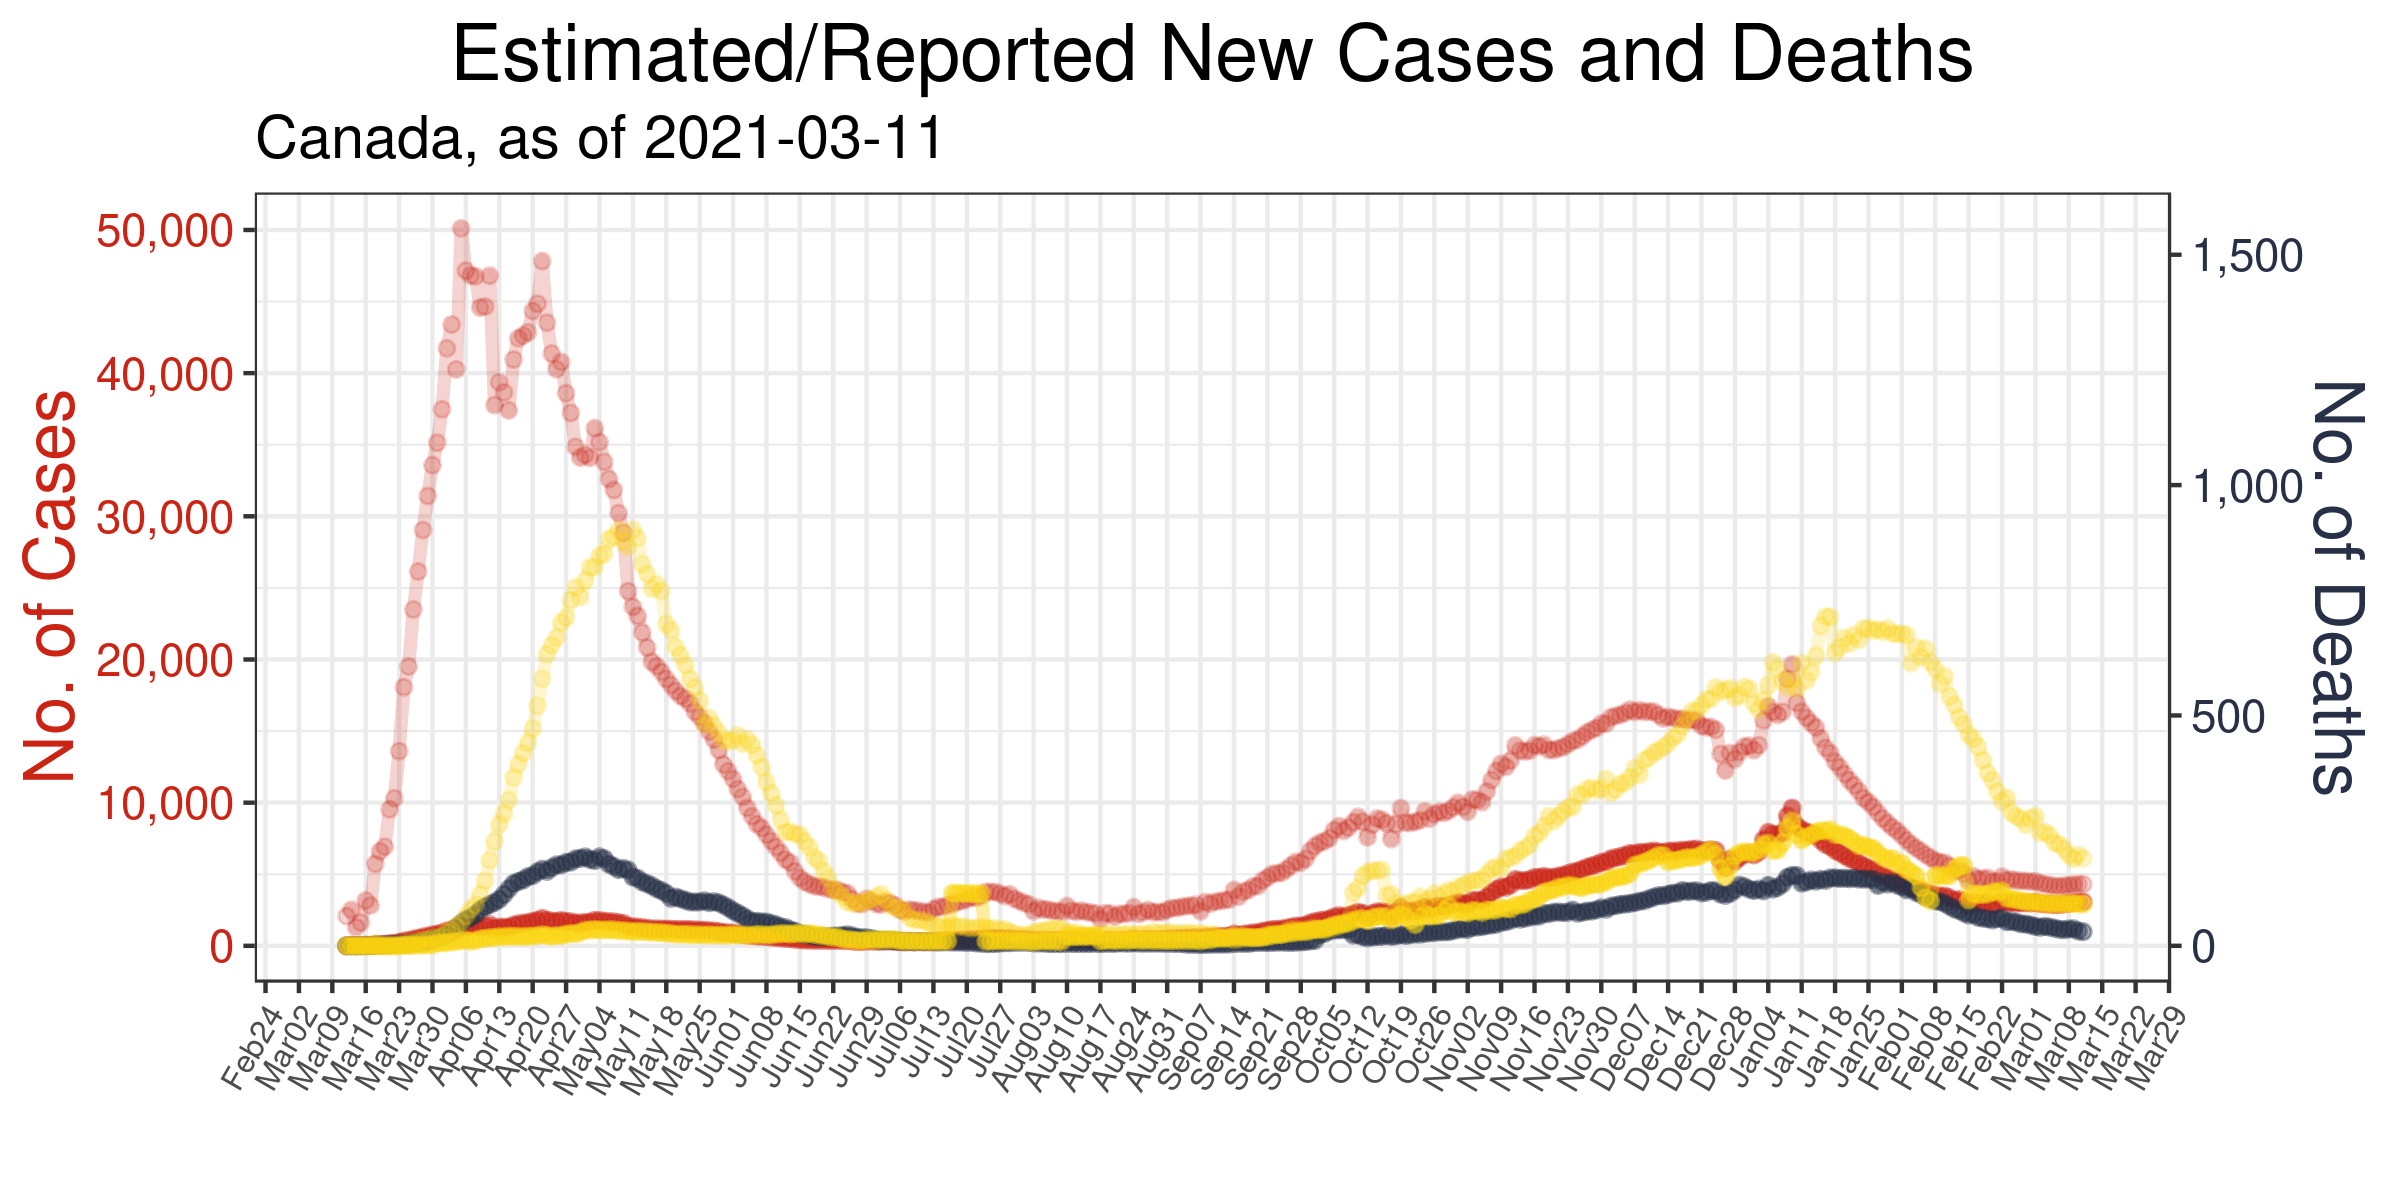 Estimated/Reported New Cases and Deaths
Canada, as of 2021-03-11
No. of Cases
50,000
40,000
30,000
20,000
10,000
0
1,500
1,000
500
0
No. of Deaths
Feb24
Mar02
Mar09
Mar16
Mar23
Mar30
Apr06
Apr13
Apr20
Apr27
May04
May11
May18
May25
Jun01
Jun08
Jun15
Jun22
Jun29
Jul06
Jul13
Jul20
Jul27
Aug03
Aug10
Aug17
Aug24
Aug31
Sep07
Sep14
Sep21
Sep28
Oct05
Oct12
Oct19
Oct26
Nov02
Nov09
Nov16
Nov23
Nov30
Dec07
Dec14
Dec21
Dec28
Jan04
Jan11
Jan18
Jan25
Feb01
Feb08
Feb15
Feb22
Mar01
Mar08
Mar15
Mar22
Mar29